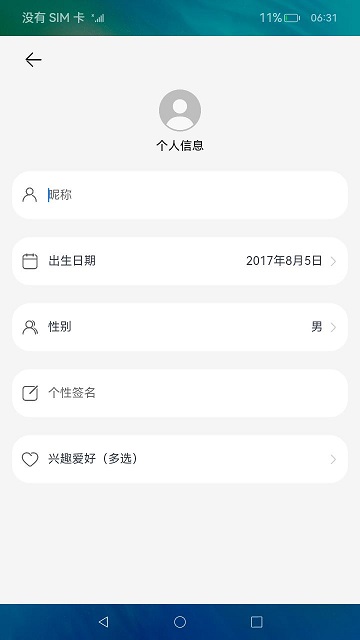 没有 SIM 卡 11% 06:31
个人信息
昵称
出生日期 2017年8月5日
性别 男
个性签名
兴趣爱好（多选）